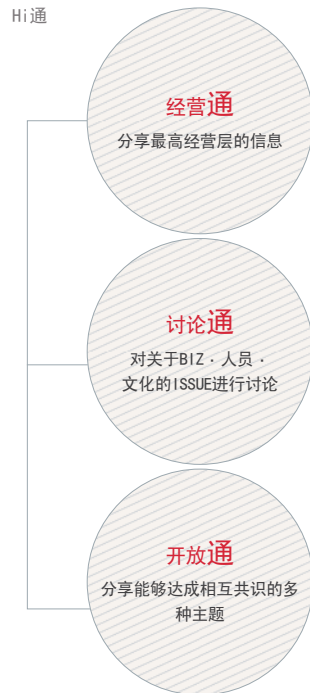 Hi通
经营通
分享最高经营层的信息
讨论通
对关于BIZ·人员·
文化的ISSUE进行讨论
开放通
分享能够达成相互共识的多
种主题